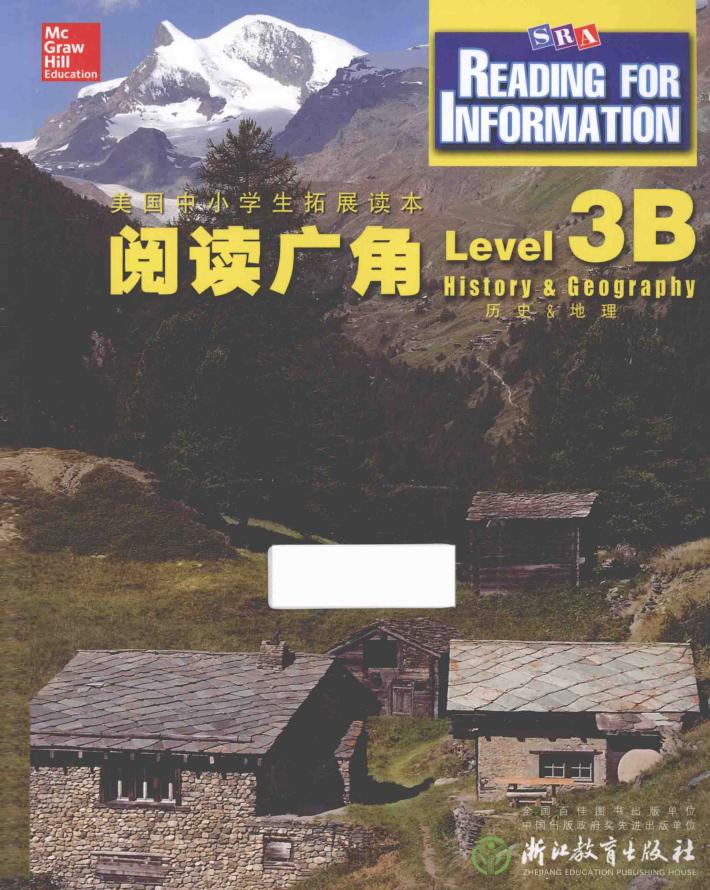 Mc
Graw
Hill
Education
SRA
READING FOR
INFORMATION
美国中小学生拓展读本
阅读广角
Level 3B
History & Geography
历史&地理
全国百佳图书出版单位
中国出版政府奖先进出版单位
浙江教育出版社
ZHEJIANG EDUCATION PUBLISHING HOUSE